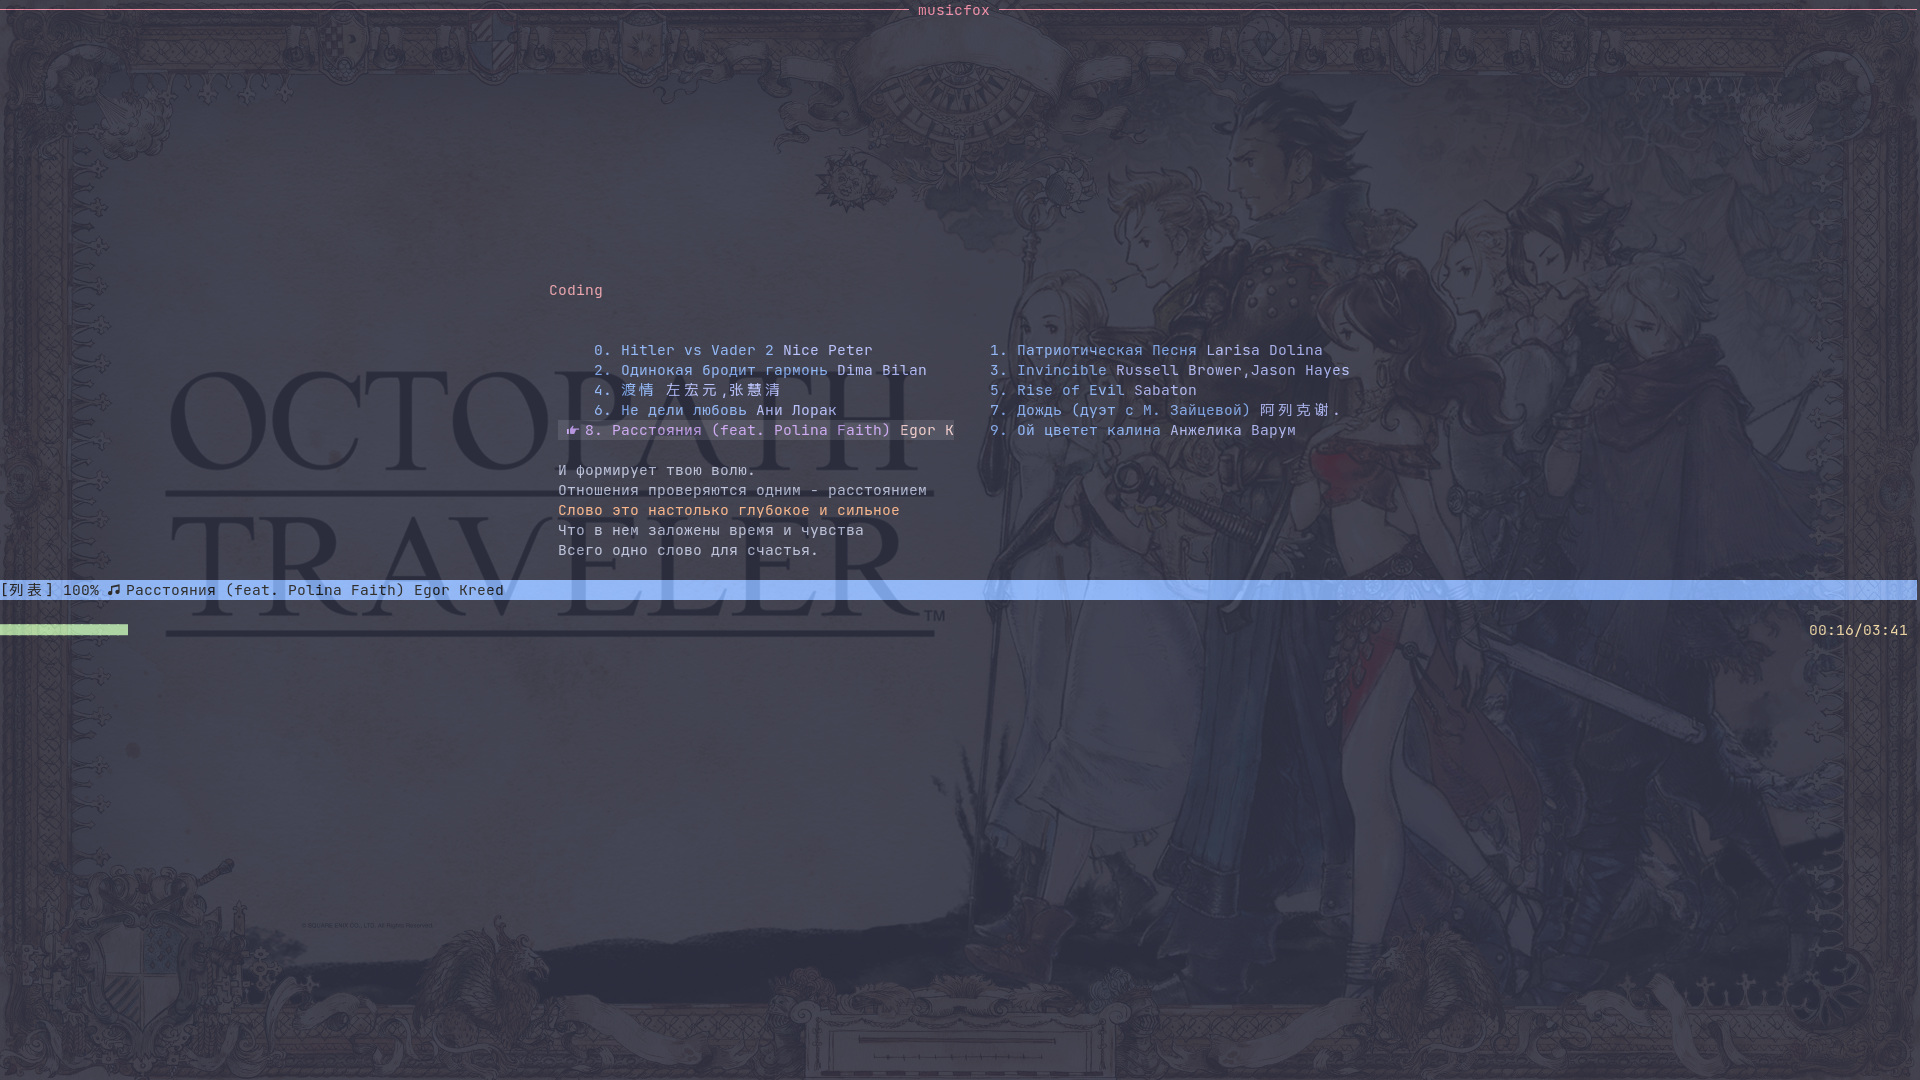 musicfox
Coding
0. Hitler vs Vader 2 Nice Peter
1. Патриотическая Песня Larisa Dolina
2. Одинокая бродит гармонь Dima Bilan
3. Invincible Russell Brower,Jason Hayes
4. 渡情 左宏元,张慧清
5. Rise of Evil Sabaton
6. Не дели любовь Ани Лорак
7. Дождь (дуэт с М. Зайцевой) 阿列克谢.
8. Расстояния (feat. Polina Faith) Egor K
9. Ой цветет калина Анжелика Варум
И формирует твою волю.
Отношения проверяются одним - расстоянием
Слово это настолько глубокое и сильное
Что в нем заложены время и чувства
Всего одно слово для счастья.
[列表] 100% Расстояния (feat. Polina Faith) Egor Kreed
00:16/03:41
OCTOPATH
TRAVELER™